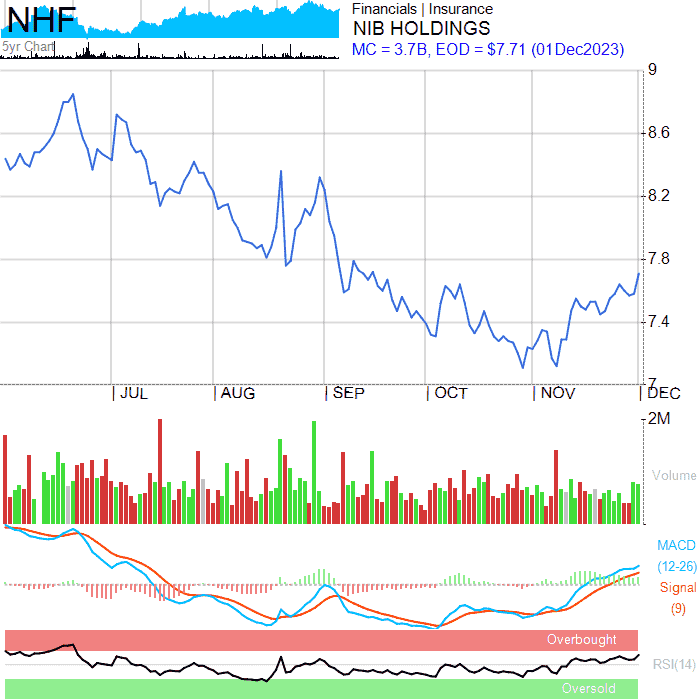 NHF
5yr Chart
Financials | Insurance
NIB HOLDINGS
MC = 3.7B, EOD = $7.71 (01Dec2023)
9
8.6
8.2
7.8
7.4
7
JUL AUG SEP OCT NOV DEC
2M
Volume
MACD
(12-26)
Signal
(9)
Overbought
RSI(14)
Oversold